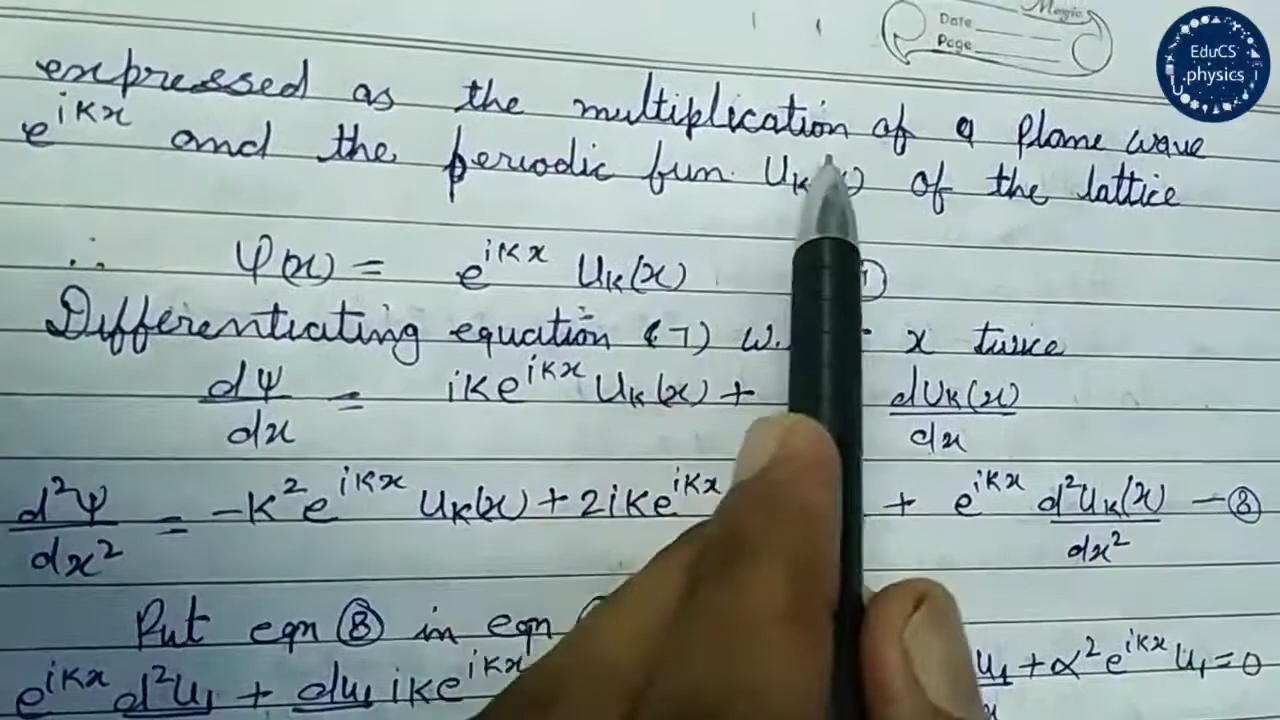 Magic
Date
Page
EduCS
.physics
expressed as the multiplication of a plane wave
e^{iKx} and the periodic fun. U_K(x) of the lattice
∴ Ψ(x) = e^{iKx} U_K(x)
Differentiating equation (7) w. x twice
dΨ/dx = iKe^{iKx} U_K(x) + dU_K(x)/dx
d²Ψ/dx² = -K²e^{iKx} U_K(x) + 2iKe^{iKx} + e^{iKx} d²U_K(x)/dx² - ⑧
Put eqn ⑧ in eqn
e^{iKx} d²U₁ + du₁ iKe^{iKx} u₁ + α²e^{iKx} U₁ = 0